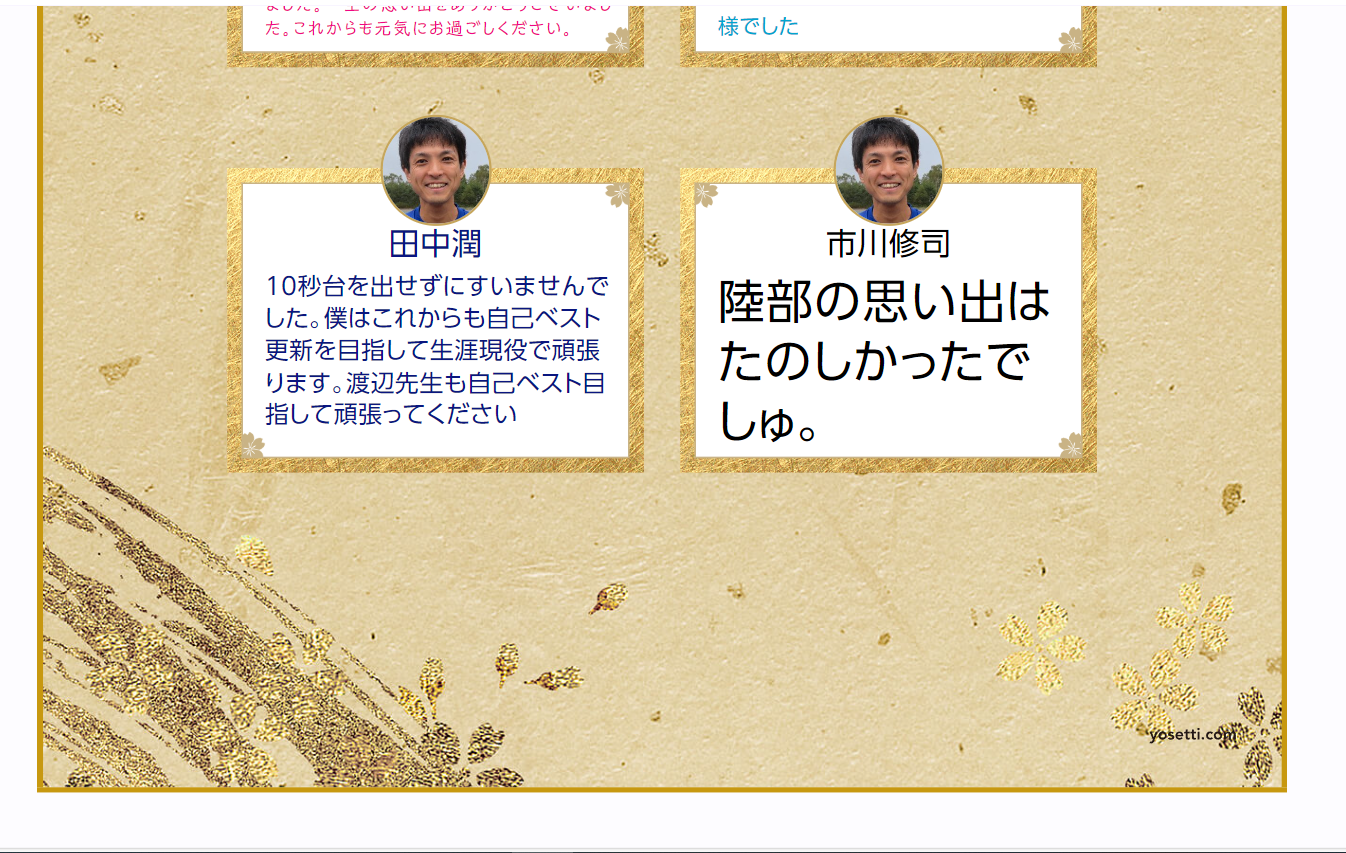 た。これからも元気にお過ごしください。
様でした
田中潤
10秒台を出せずにすいませんで
した。僕はこれからも自己ベスト
更新を目指して生涯現役で頑張
ります。渡辺先生も自己ベスト目
指して頑張ってください
市川修司
陸部の思い出は
たのしかったで
しゅ。
yosetti.com